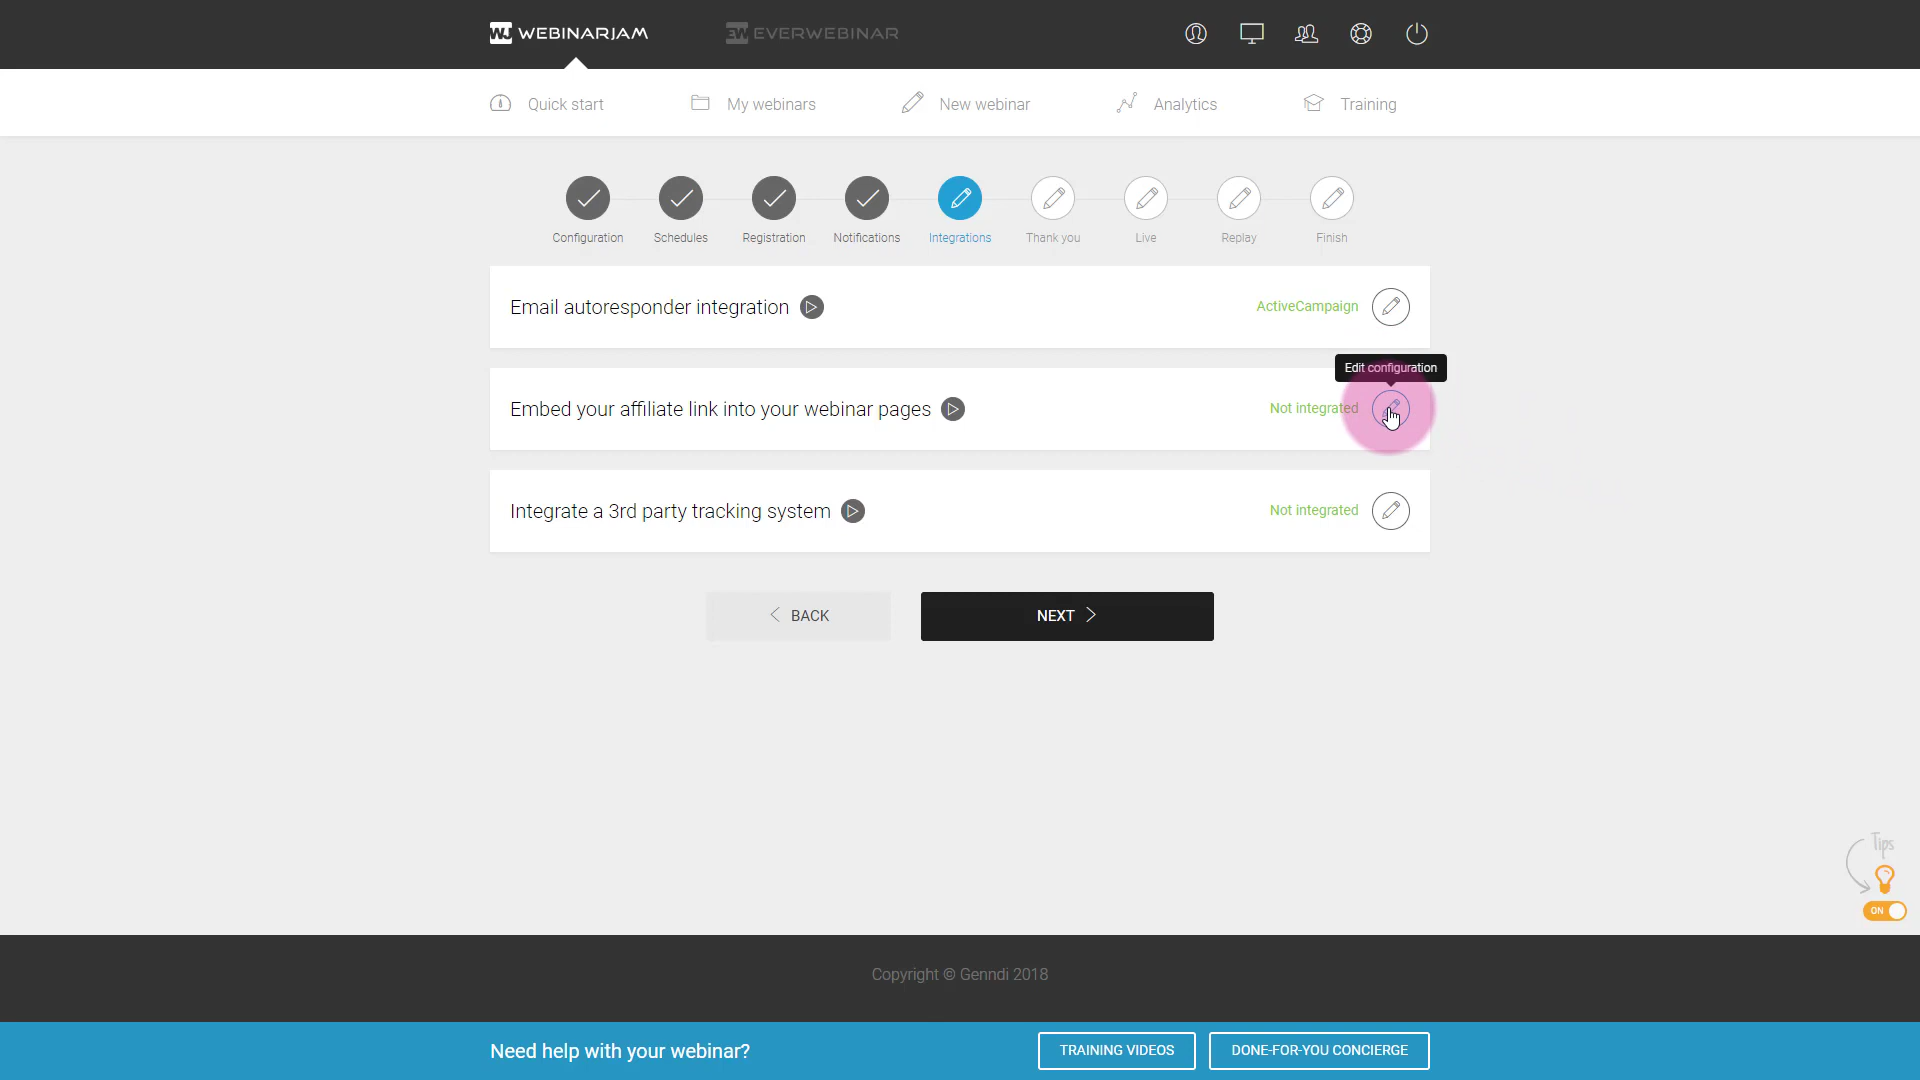 WJ WEBINARJAM
EW EVERWEBINAR
Quick start
My webinars
New webinar
Analytics
Training
Configuration
Schedules
Registration
Notifications
Integrations
Thank you
Live
Replay
Finish
Email autoresponder integration
ActiveCampaign
Edit configuration
Embed your affiliate link into your webinar pages
Not integrated
Integrate a 3rd party tracking system
Not integrated
BACK
NEXT
Tips
ON
Copyright © Genndi 2018
Need help with your webinar?
TRAINING VIDEOS
DONE-FOR-YOU CONCIERGE